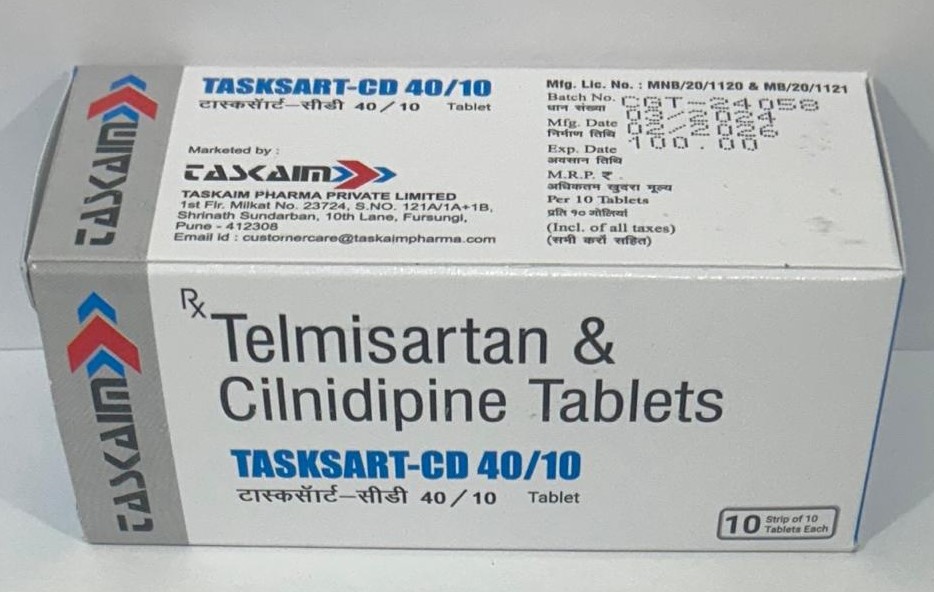 TASKAIM
TASKSART-CD 40/10
टास्कसॅार्ट–सीडी 40/10 Tablet
Marketed by :
TASKAIM
TASKAIM PHARMA PRIVATE LIMITED
1st Flr. Milkat No. 23724, S.NO. 121A/1A+1B,
Shrinath Sundarban, 10th Lane, Fursungi,
Pune - 412308
Email id : customercare@taskaimpharma.com
Mfg. Lic. No. : MNB/20/1120 & MB/20/1121
Batch No. CGT-24058
घान संख्या
03/2024
Mfg. Date
निर्माण तिथि
02/2026
Exp. Date
100.00
अवसान तिथि
M.R.P. ₹
अधिकतम खुदरा मूल्य
Per 10 Tablets
प्रति १० गोलियां
(Incl. of all taxes)
(सभी करों सहित)
TASKAIM
Rx
Telmisartan &
Cilnidipine Tablets
TASKSART-CD 40/10
टास्कसॅार्ट–सीडी 40/10 Tablet
10 Strip of 10
Tablets Each